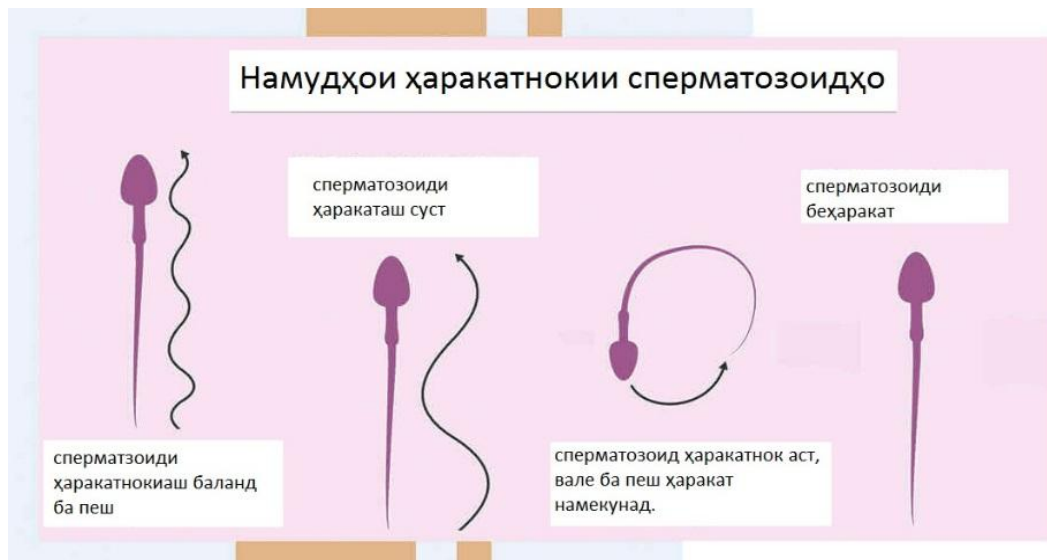 Намудҳои ҳаракатнокии сперматозоидҳо
сперматзоиди
ҳаракатнокиаш баланд
ба пеш
сперматозоиди
ҳаракаташ суст
сперматозоид ҳаракатнок аст,
вале ба пеш ҳаракат
намекунад.
сперматозоиди
беҳаракат